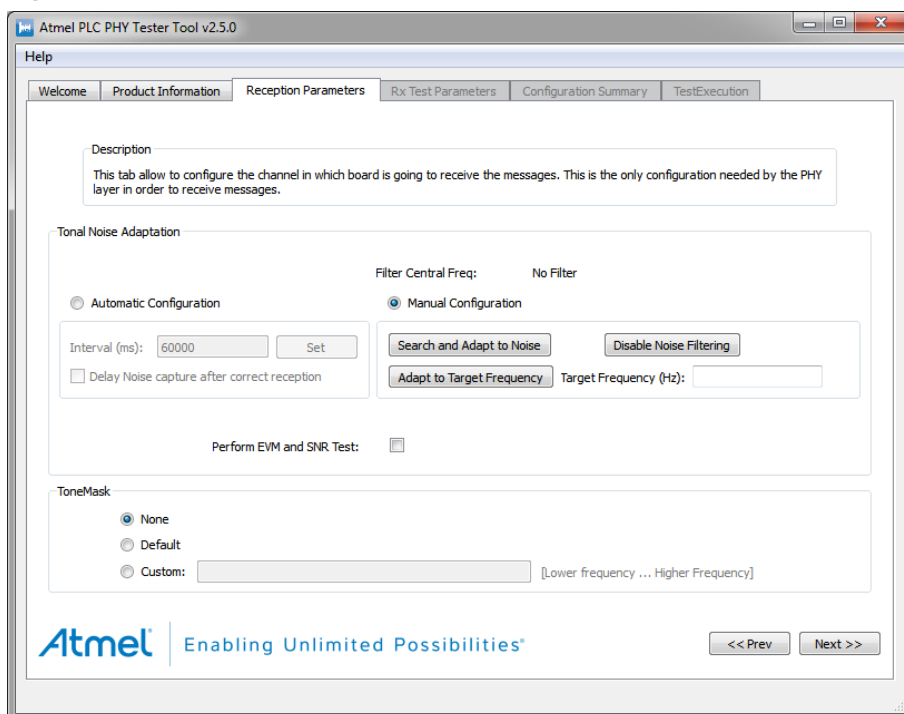 Atmel PLC PHY Tester Tool v2.5.0
Help
Welcome Product Information Reception Parameters Rx Test Parameters Configuration Summary TestExecution
Description
This tab allow to configure the channel in which board is going to receive the messages. This is the only configuration needed by the PHY
layer in order to receive messages.
Tonal Noise Adaptation
Filter Central Freq: No Filter
Automatic Configuration Manual Configuration
Interval (ms): 60000 Set Search and Adapt to Noise Disable Noise Filtering
Delay Noise capture after correct reception Adapt to Target Frequency Target Frequency (Hz):
Perform EVM and SNR Test:
ToneMask
None
Default
Custom: [Lower frequency ... Higher Frequency]
Atmel Enabling Unlimited Possibilities® << Prev Next >>